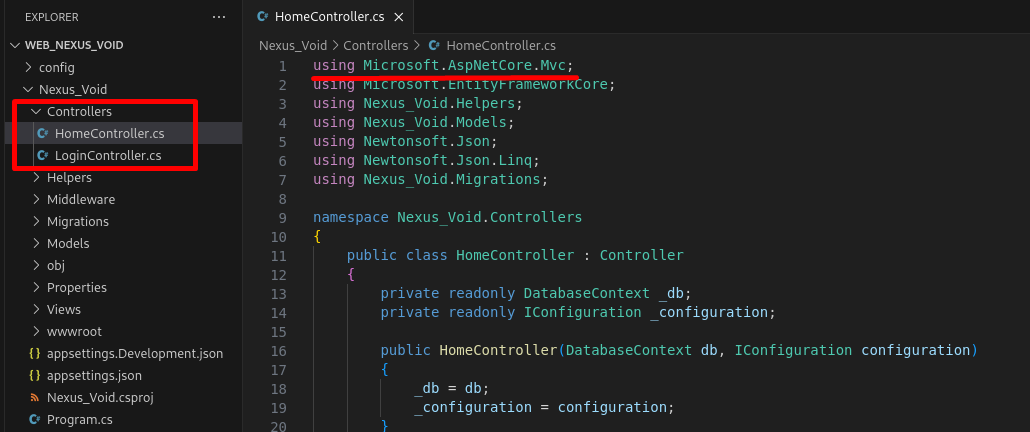 EXPLORER
WEB_NEXUS_VOID
config
Nexus_Void
Controllers
C# HomeController.cs
C# LoginController.cs
Helpers
Middleware
Migrations
Models
obj
Properties
Views
wwwroot
{} appsettings.Development.json
{} appsettings.json
Nexus_Void.csproj
C# Program.cs
C# HomeController.cs
Nexus_Void > Controllers > C# HomeController.cs
1 using Microsoft.AspNetCore.Mvc;
2 using Microsoft.EntityFrameworkCore;
3 using Nexus_Void.Helpers;
4 using Nexus_Void.Models;
5 using Newtonsoft.Json;
6 using Newtonsoft.Json.Linq;
7 using Nexus_Void.Migrations;
8
9 namespace Nexus_Void.Controllers
10 {
11     public class HomeController : Controller
12     {
13         private readonly DatabaseContext _db;
14         private readonly IConfiguration _configuration;
15
16         public HomeController(DatabaseContext db, IConfiguration configuration)
17         {
18             _db = db;
19             _configuration = configuration;
20         }